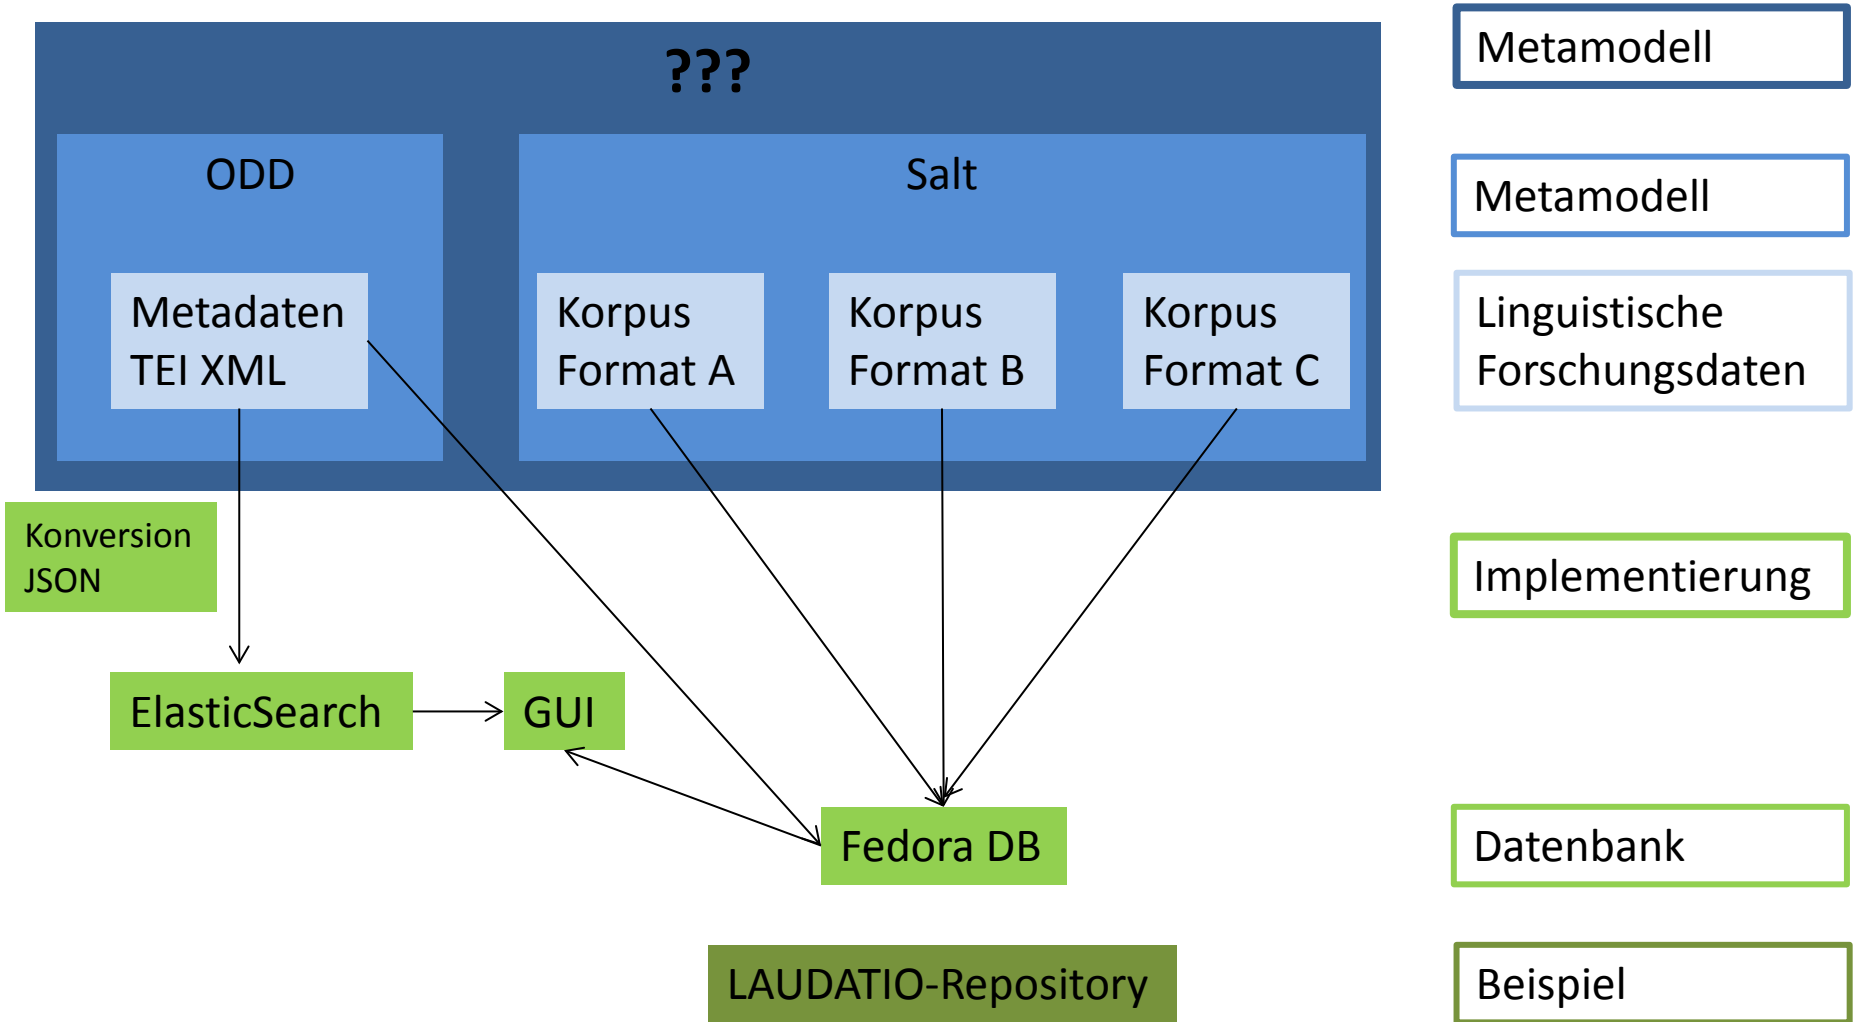 ???
Metamodell
ODD
Salt
Metamodell
Metadaten
TEI XML
Korpus
Format A
Korpus
Format B
Korpus
Format C
Linguistische
Forschungsdaten
Konversion
JSON
Implementierung
ElasticSearch
GUI
Fedora DB
Datenbank
LAUDATIO-Repository
Beispiel